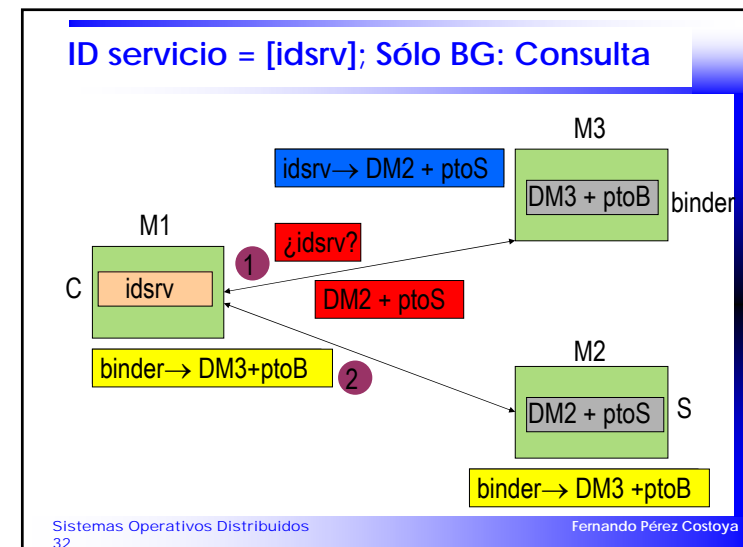 ID servicio = [idsrv]; Sólo BG: Consulta
M3
idsrv→ DM2 + ptoS
DM3 + ptoB
binder
M1
¿idsrv?
1
C
idsrv
DM2 + ptoS
binder→ DM3+ptoB
2
M2
DM2 + ptoS
S
binder→ DM3 +ptoB
Sistemas Operativos Distribuidos
32
Fernando Pérez Costoya